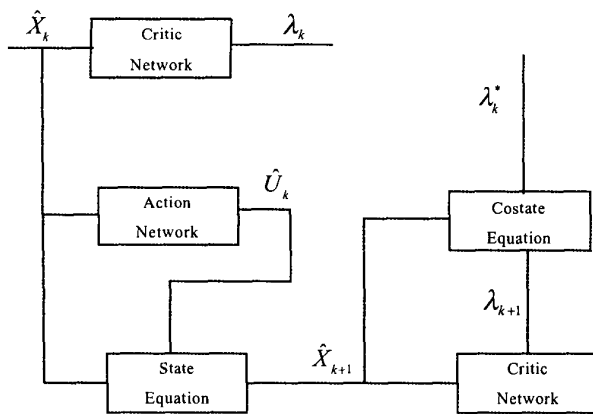 X̂_k
Critic
Network
λ_k
λ_k^*
Action
Network
Û_k
Costate
Equation
λ_{k+1}
State
Equation
X̂_{k+1}
Critic
Network